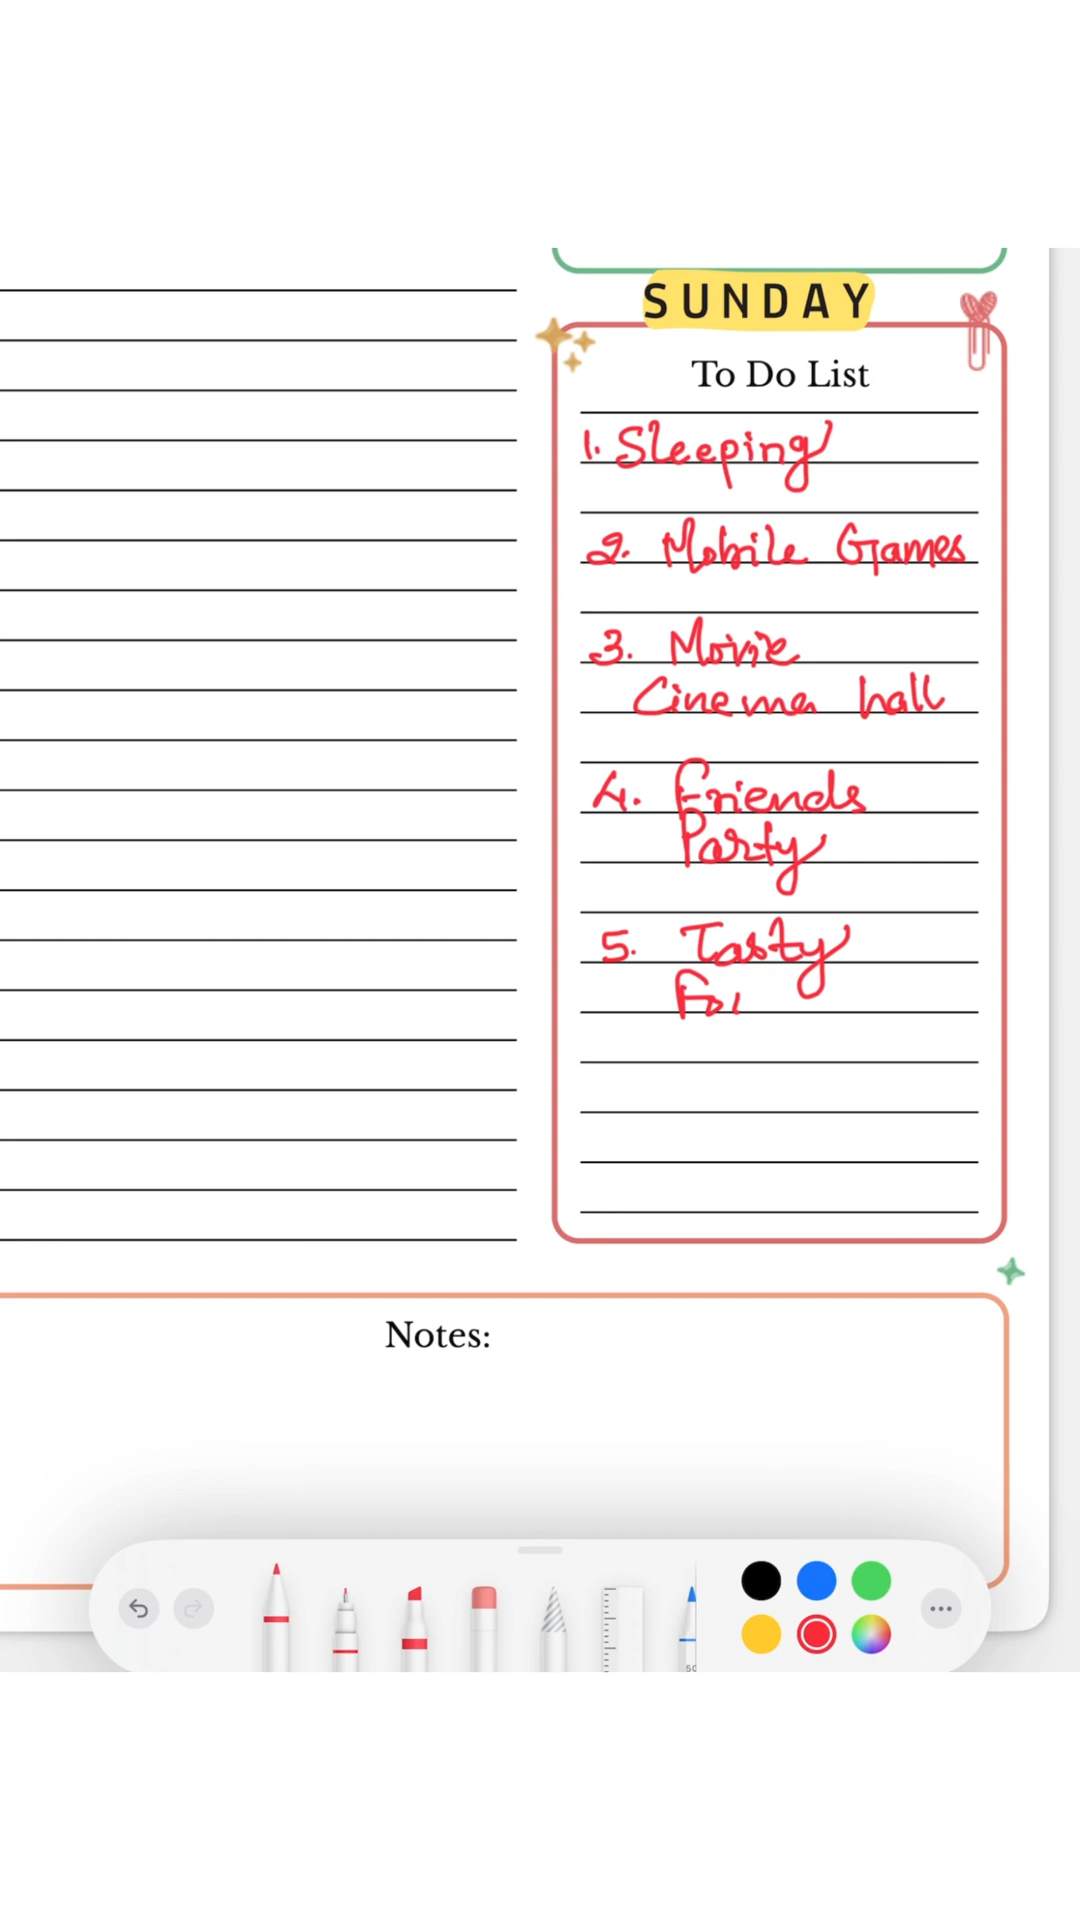 SUNDAY
To Do List
1. Sleeping
2. Mobile Games
3. Movie
Cinema hall
4. Friends
Party
5. Tasty
Notes: